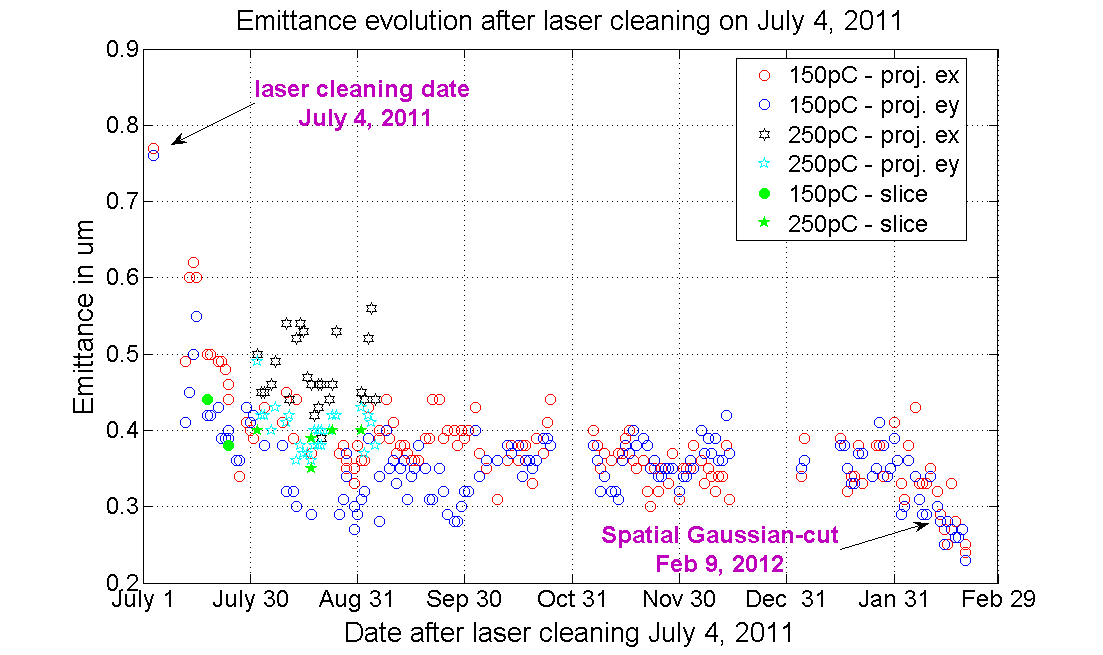 Emittance evolution after laser cleaning on July 4, 2011
0.9
0.8
0.7
0.6
0.5
0.4
0.3
0.2
Emittance in um
laser cleaning date
July 4, 2011
150pC - proj. ex
150pC - proj. ey
250pC - proj. ex
250pC - proj. ey
150pC - slice
250pC - slice
Spatial Gaussian-cut
Feb 9, 2012
July 1 July 30 Aug 31 Sep 30 Oct 31 Nov 30 Dec 31 Jan 31 Feb 29
Date after laser cleaning July 4, 2011